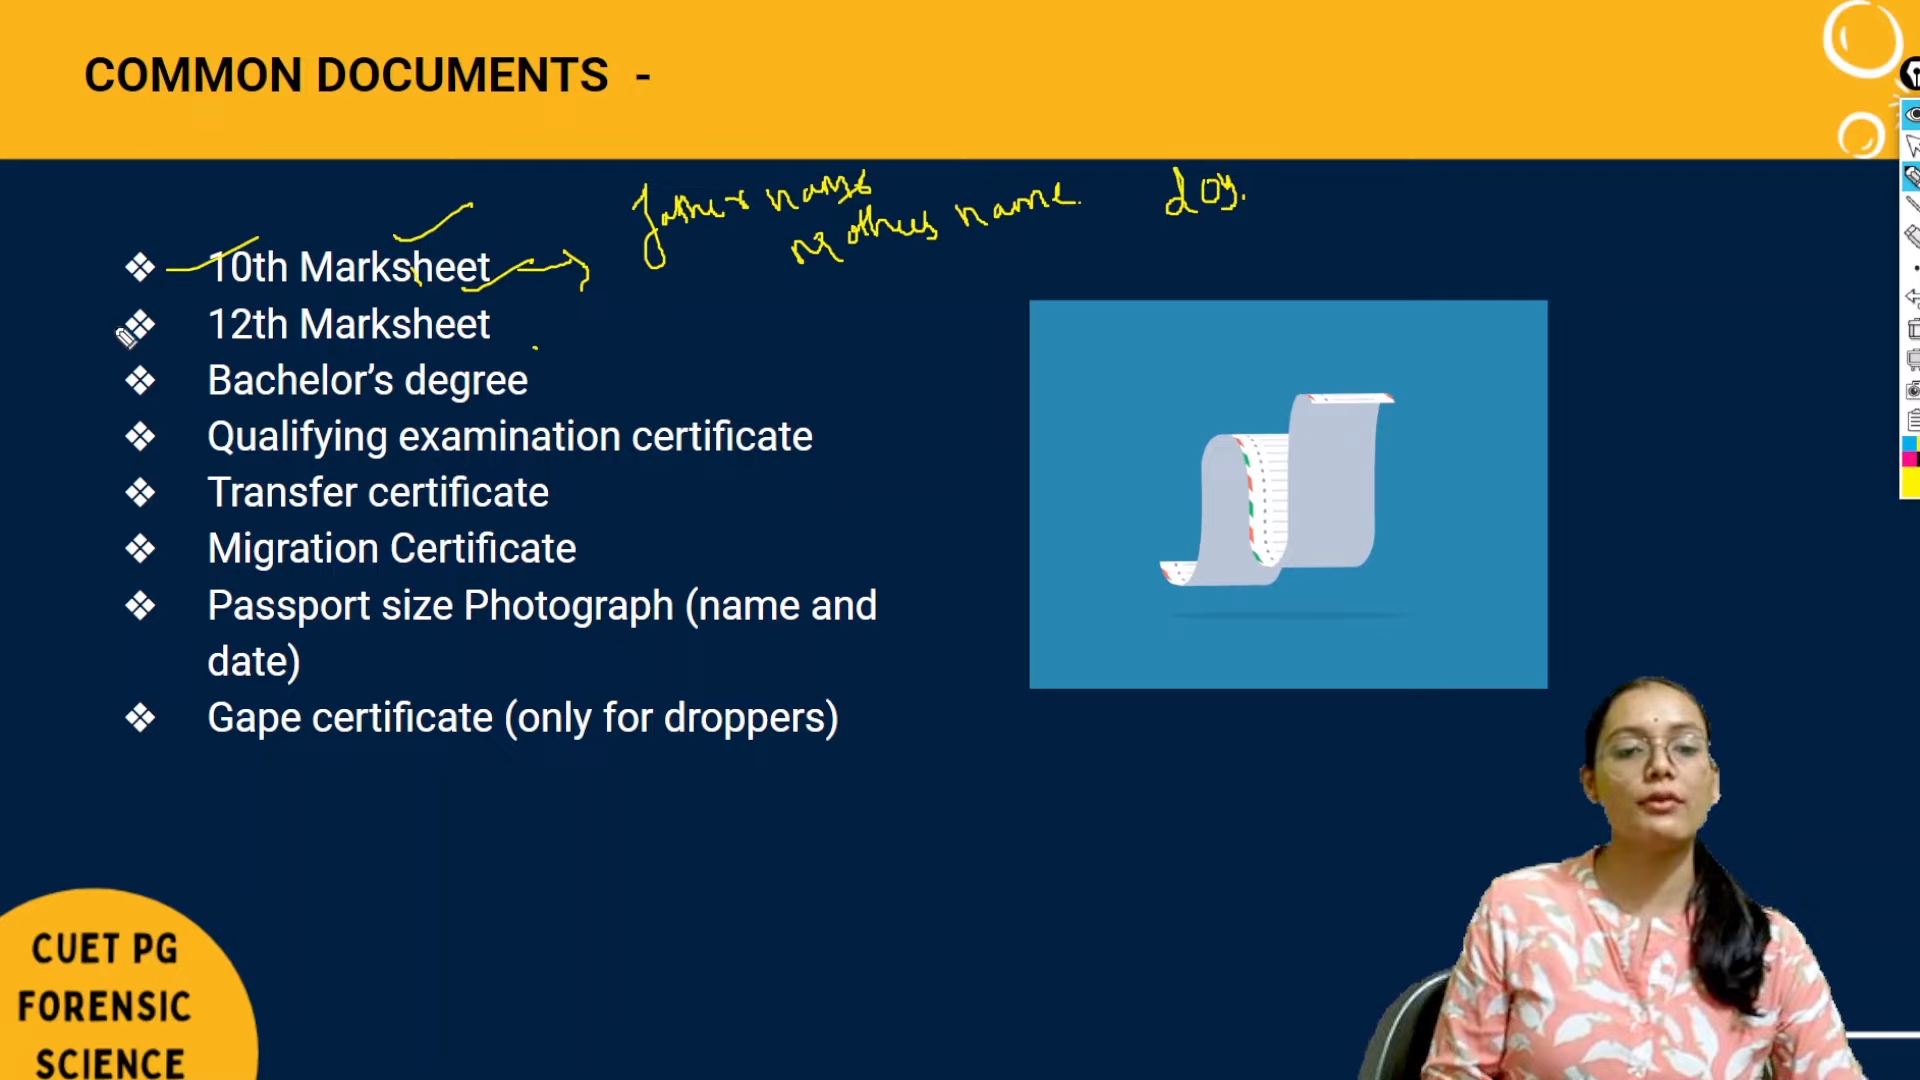 COMMON DOCUMENTS -
father name
mother name
10th Marksheet
12th Marksheet
Bachelor’s degree
Qualifying examination certificate
Transfer certificate
Migration Certificate
Passport size Photograph (name and
date)
Gape certificate (only for droppers)
CUET PG
FORENSIC
SCIENCE